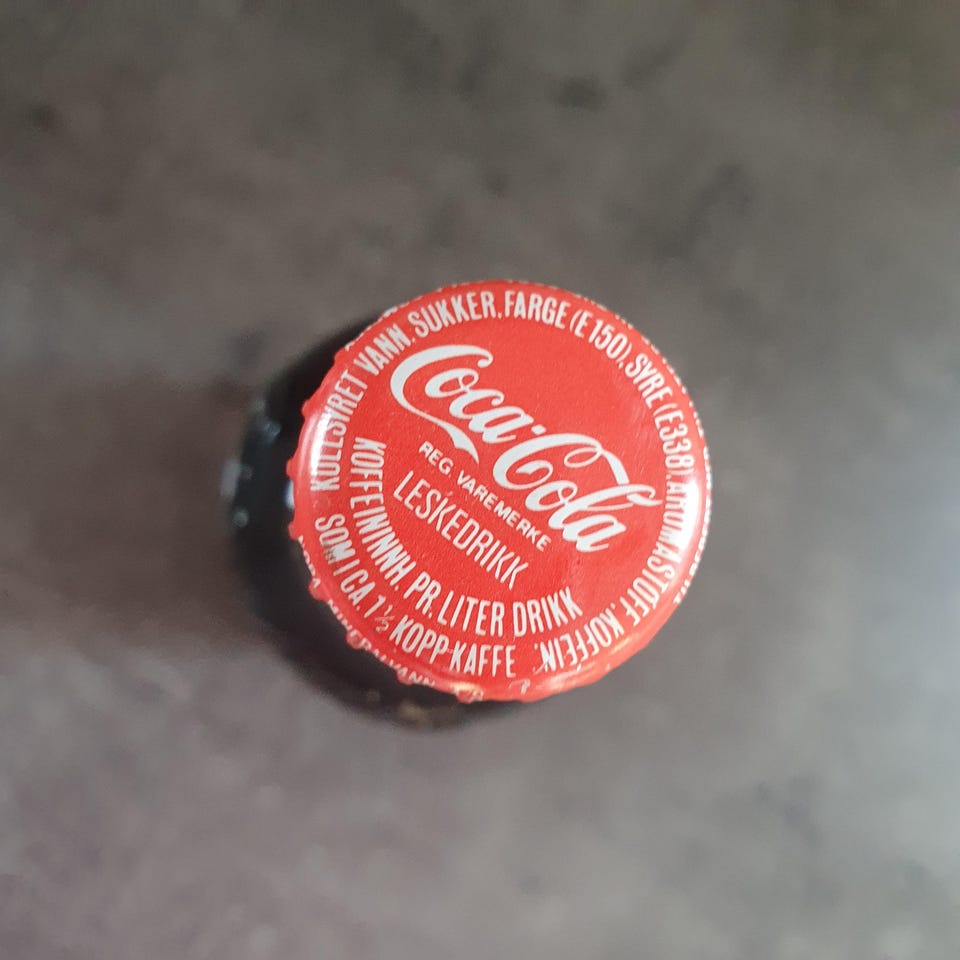 KULLSYRET VANN, SUKKER, FARGE (E150), SYRE (E338), AROMASTOFF, KOFFEIN.
Coca-Cola
REG. VAREMERKE
LESKEDRIKK
KOFFEININNH. PR. LITER DRIKK
SOM I CA. 1½ KOPP KAFFE
MINERALVANN